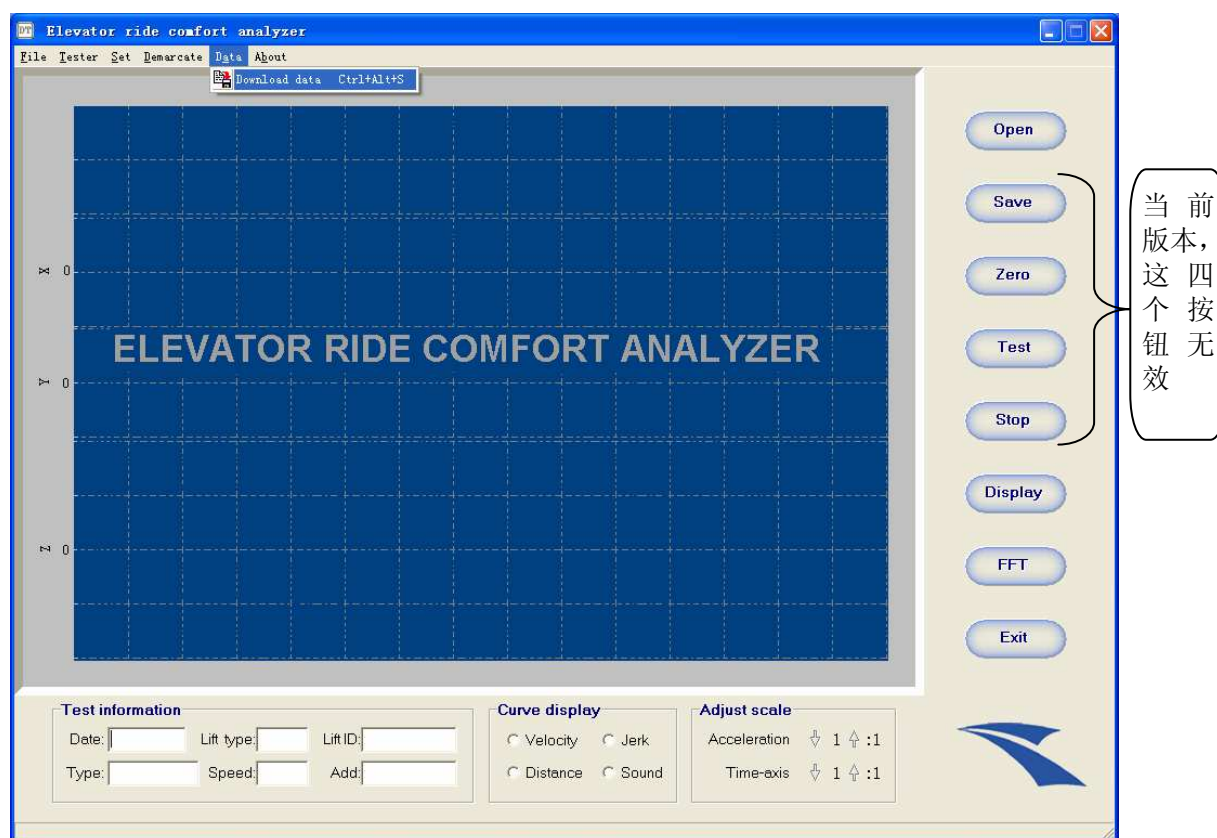 DT Elevator ride comfort analyzer
File Tester Set Demarcate Data About
Download data Ctrl+Alt+S
X 0
Y 0
Z 0
ELEVATOR RIDE COMFORT ANALYZER
Open
Save
Zero
Test
Stop
Display
FFT
Exit
当前
版本，
这四
个按
钮无
效
Test information
Date: Lift type: Lift ID:
Type: Speed: Add:
Curve display
Velocity Jerk
Distance Sound
Adjust scale
Acceleration 1 :1
Time-axis 1 :1